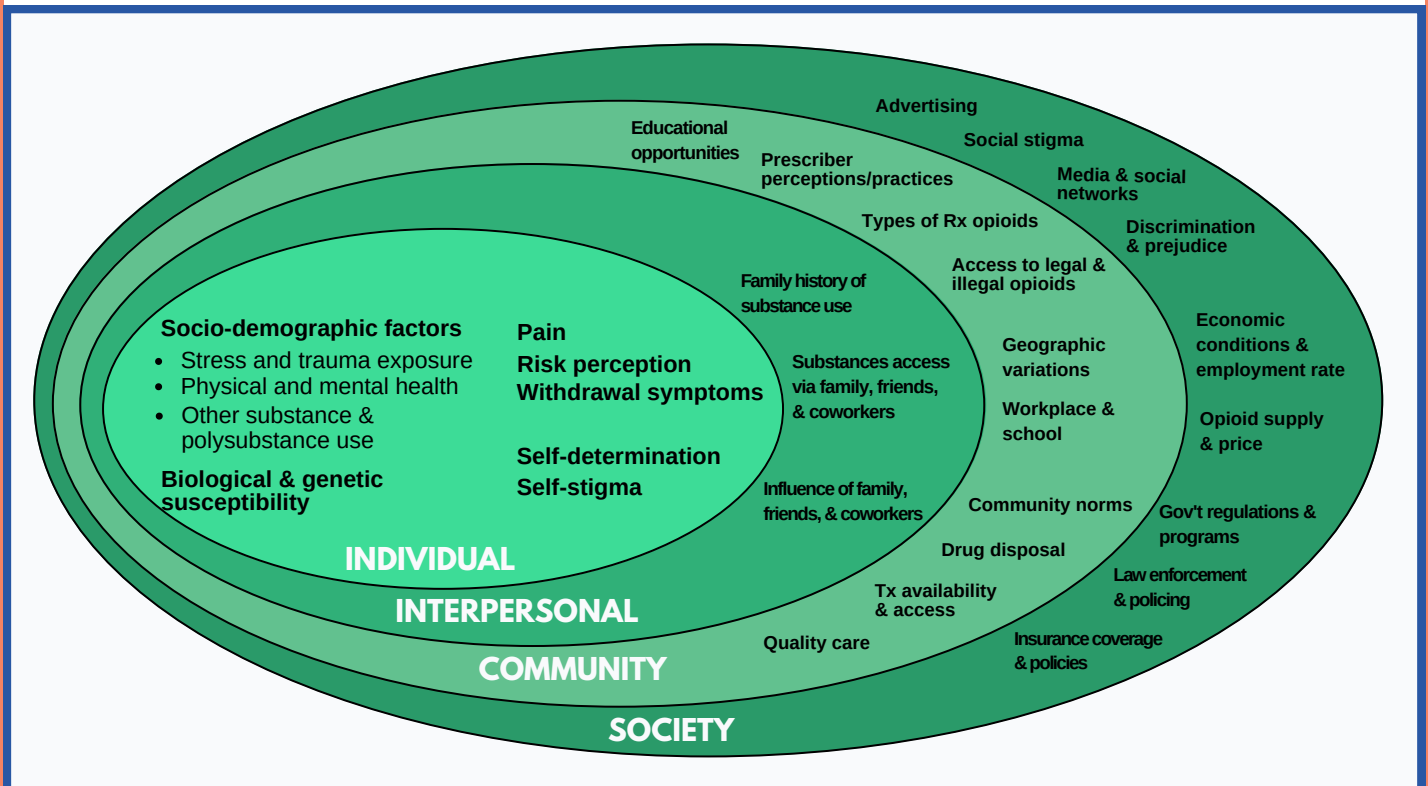 Advertising
Social stigma
Media & social
networks
Discrimination
& prejudice
Economic
conditions &
employment rate
Opioid supply
& price
Gov't regulations &
programs
Law enforcement
& policing
Insurance coverage
& policies
Educational
opportunities
Prescriber
perceptions/practices
Types of Rx opioids
Access to legal &
illegal opioids
Geographic
variations
Workplace &
school
Community norms
Drug disposal
Tx availability
& access
Quality care
Family history of
substance use
Substances access
via family, friends,
& coworkers
Influence of family,
friends, & coworkers
Socio-demographic factors
• Stress and trauma exposure
• Physical and mental health
• Other substance &
polysubstance use
Biological & genetic
susceptibility
Pain
Risk perception
Withdrawal symptoms
Self-determination
Self-stigma
INDIVIDUAL
INTERPERSONAL
COMMUNITY
SOCIETY